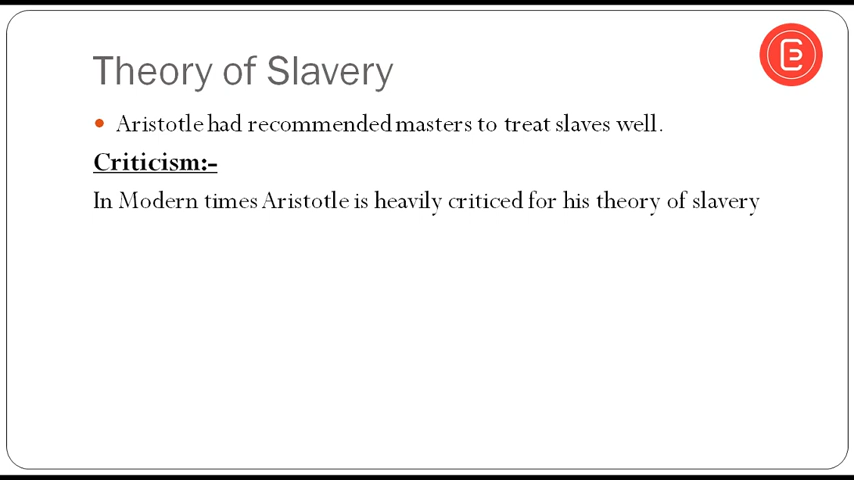 Theory of Slavery
Aristotle had recommended masters to treat slaves well.
Criticism:-
In Modern times Aristotle is heavily criticed for his theory of slavery